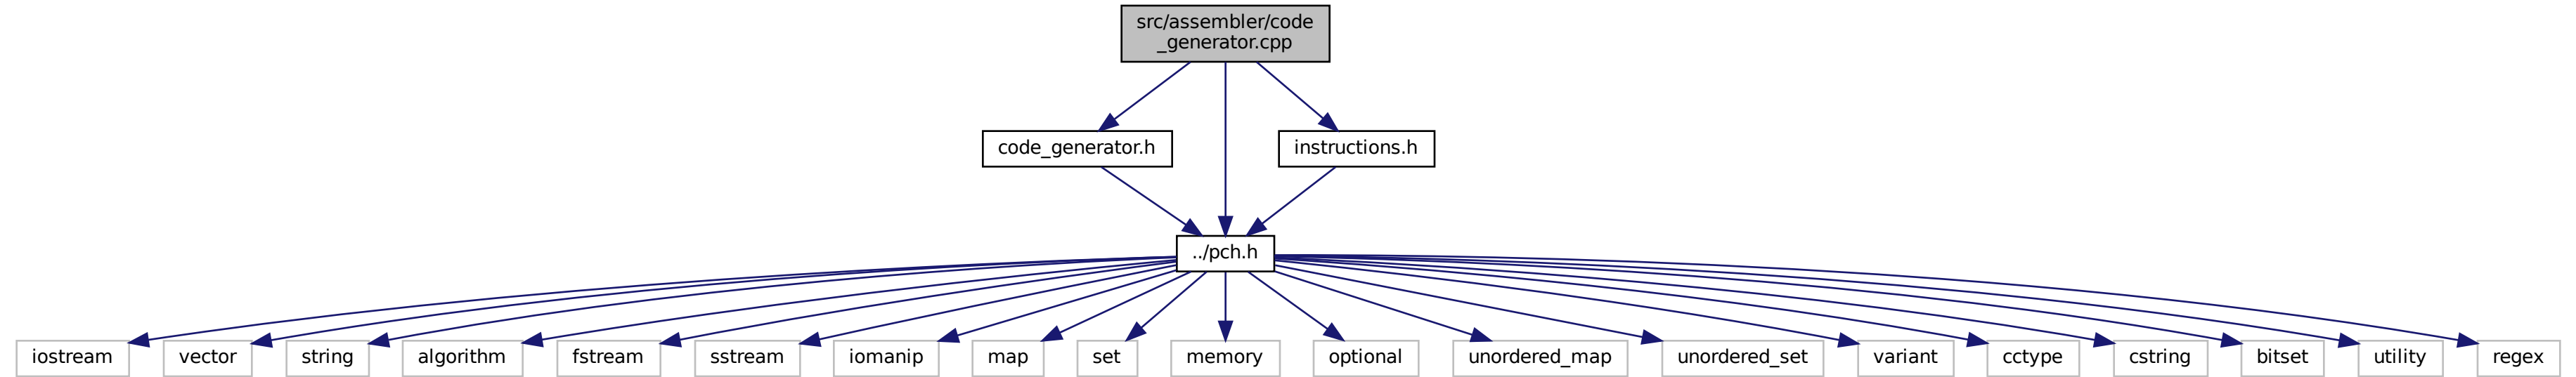 src/assembler/code
_generator.cpp
code_generator.h
instructions.h
../pch.h
iostream
vector
string
algorithm
fstream
sstream
iomanip
map
set
memory
optional
unordered_map
unordered_set
variant
cctype
cstring
bitset
utility
regex